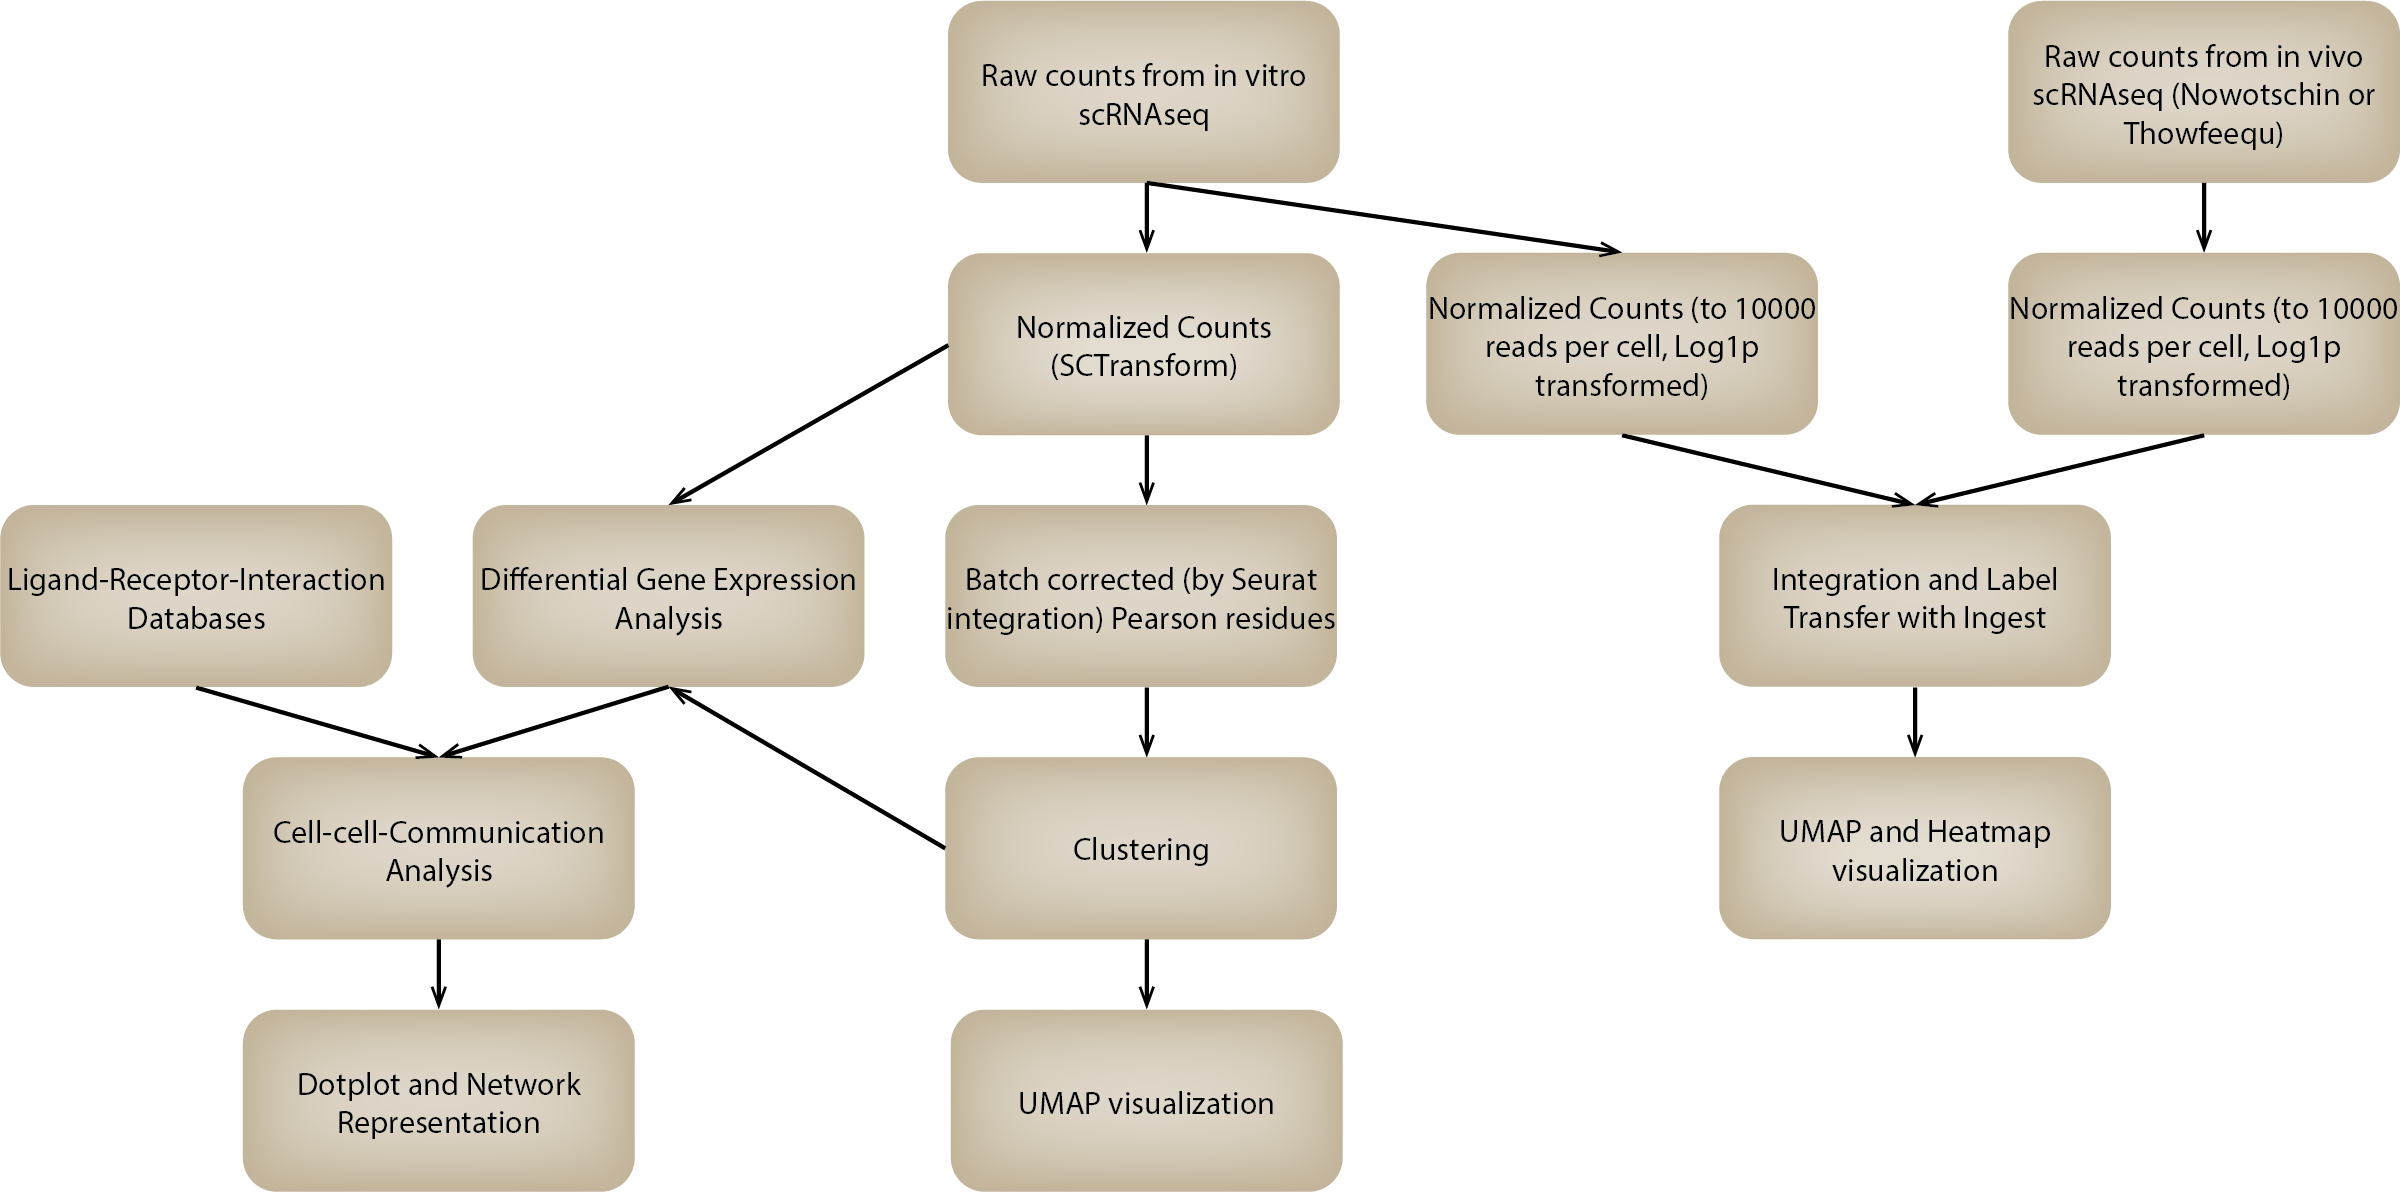 Raw counts from in vitro
scRNAseq
Raw counts from in vivo
scRNAseq (Nowotschin or
Thowfeequ)
Normalized Counts
(SCTransform)
Normalized Counts (to 10000
reads per cell, Log1p
transformed)
Normalized Counts (to 10000
reads per cell, Log1p
transformed)
Ligand-Receptor-Interaction
Databases
Differential Gene Expression
Analysis
Batch corrected (by Seurat
integration) Pearson residues
Integration and Label
Transfer with Ingest
Cell-cell-Communication
Analysis
Clustering
UMAP and Heatmap
visualization
Dotplot and Network
Representation
UMAP visualization